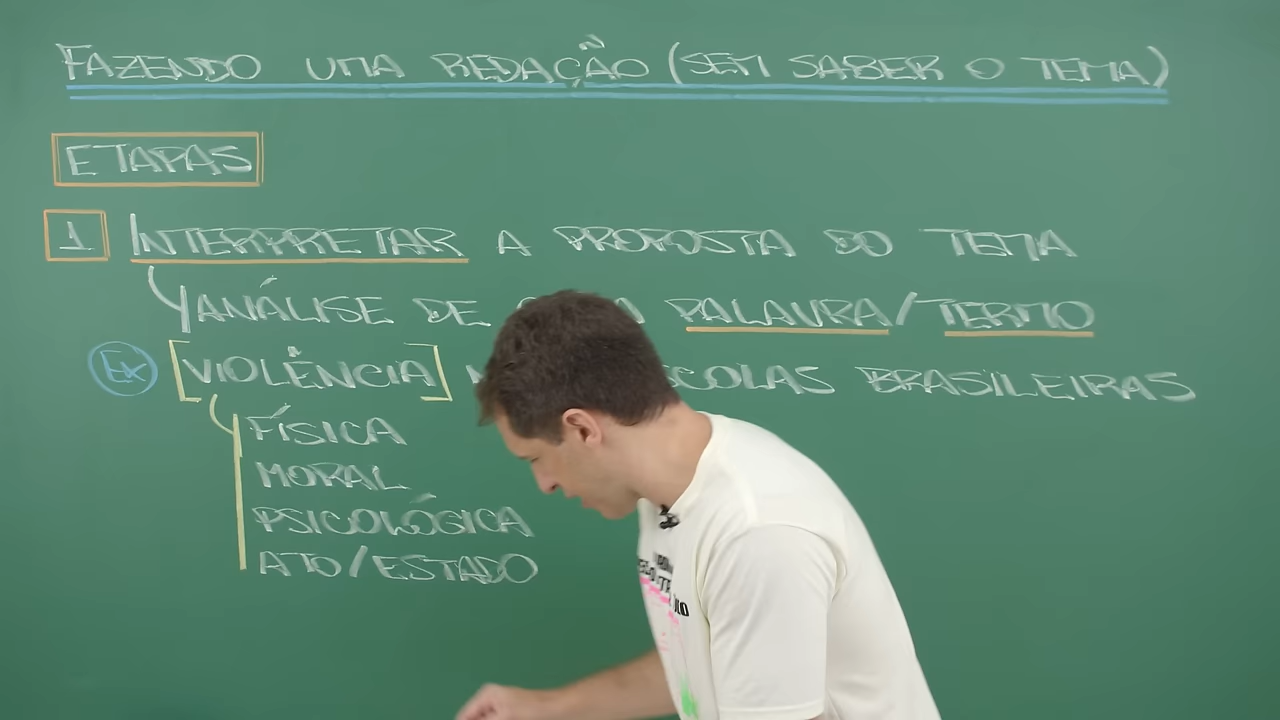 FAZENDO UMA REDAÇÃO (SEM SABER O TEMA)
ETAPAS
1 INTERPRETAR A PROPOSTA DO TEMA
ANÁLISE DE PALAVRA/TERMO
Ex [VIOLÊNCIA] BRASILEIRAS
FÍSICA
MORAL
PSICOLÓGICA
ATO/ESTADO